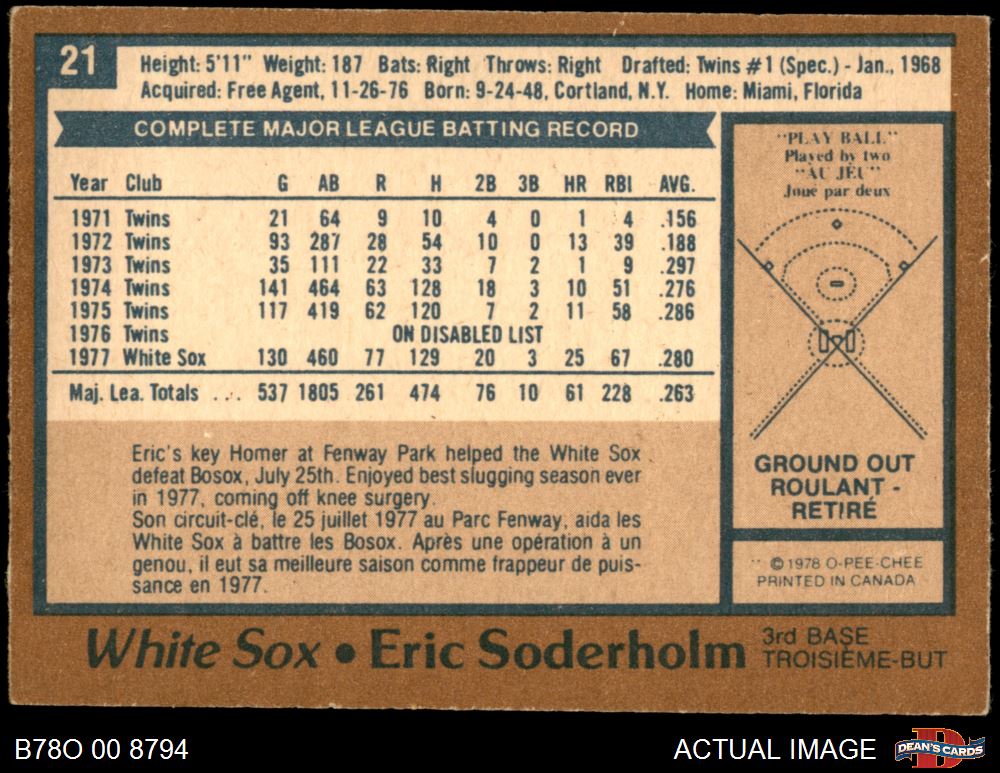 21
Height: 5'11" Weight: 187 Bats: Right Throws: Right Drafted: Twins #1 (Spec.) - Jan., 1968
Acquired: Free Agent, 11-26-76 Born: 9-24-48, Cortland, N.Y. Home: Miami, Florida
COMPLETE MAJOR LEAGUE BATTING RECORD
Year Club G AB R H 2B 3B HR RBI AVG.
1971 Twins 21 64 9 10 4 0 1 4 .156
1972 Twins 93 287 28 54 10 0 13 39 .188
1973 Twins 35 111 22 33 7 2 1 9 .297
1974 Twins 141 464 63 128 18 3 10 51 .276
1975 Twins 117 419 62 120 7 2 11 58 .286
1976 Twins ON DISABLED LIST
1977 White Sox 130 460 77 129 20 3 25 67 .280
Maj. Lea. Totals ... 537 1805 261 474 76 10 61 228 .263
Eric's key Homer at Fenway Park helped the White Sox
defeat Bosox, July 25th. Enjoyed best slugging season ever
in 1977, coming off knee surgery.
Son circuit-clé, le 25 juillet 1977 au Parc Fenway, aida les
White Sox à battre les Bosox. Après une opération à un
genou, il eut sa meilleure saison comme frappeur de puis-
sance en 1977.
"PLAY BALL"
Played by two
"AU JEU"
Joué par deux
GROUND OUT
ROULANT -
RETIRÉ
©1978 O-PEE-CHEE
PRINTED IN CANADA
White Sox • Eric Soderholm
3rd BASE
TROISIÈME-BUT
B78O 00 8794
ACTUAL IMAGE
DEAN'S CARDS